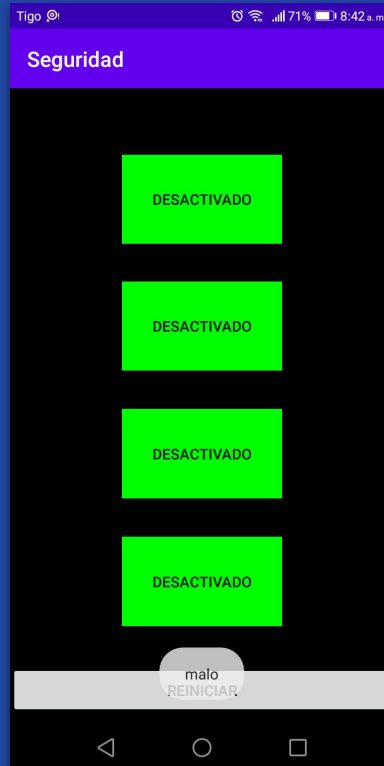 Tigo 71% 8:42 a. m.
Seguridad
DESACTIVADO
DESACTIVADO
DESACTIVADO
DESACTIVADO
malo
REINICIAR